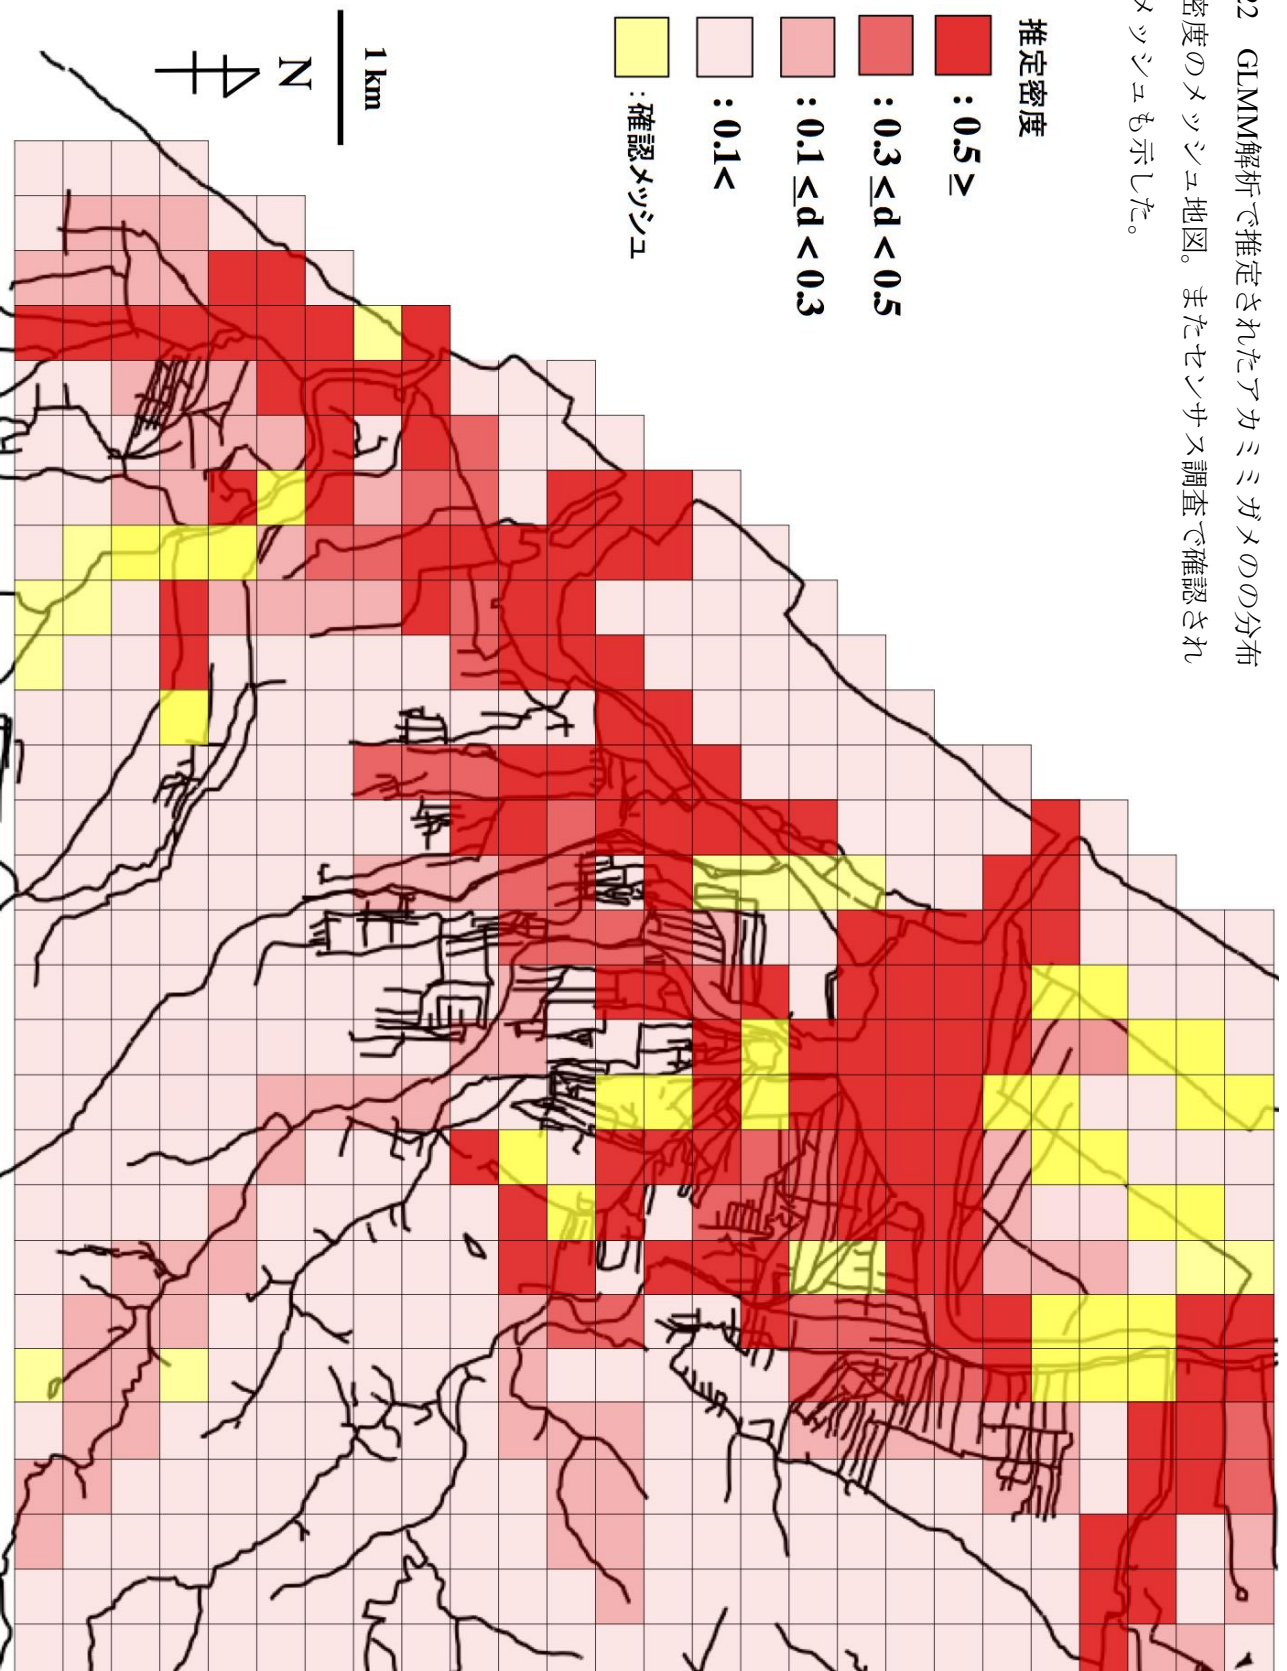 22 GLMM解析で推定されたアカミミガメのの分布
密度のメッシュ地図。またセンサス調査で確認され
メッシュも示した。
推定密度
: 0.5 ≥
: 0.3 ≤ d < 0.5
: 0.1 ≤ d < 0.3
: 0.1<
: 確認メッシュ
1 km
N